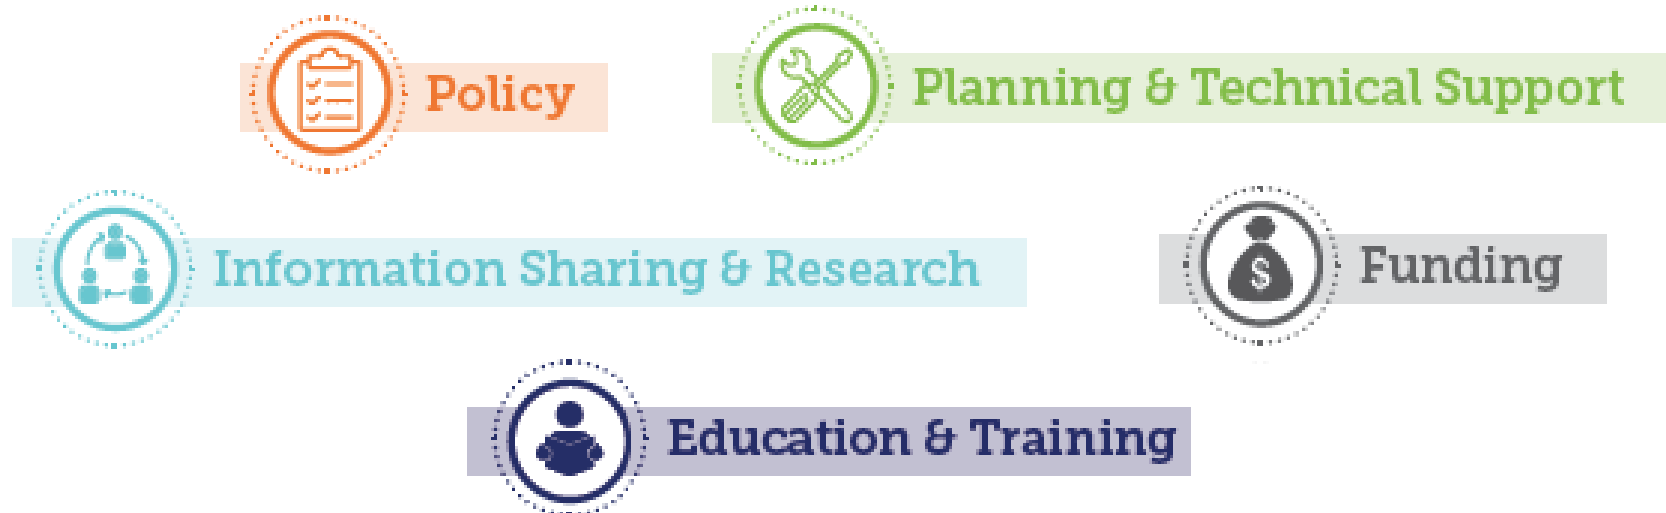 Policy
Planning & Technical Support
Information Sharing & Research
$ Funding
Education & Training